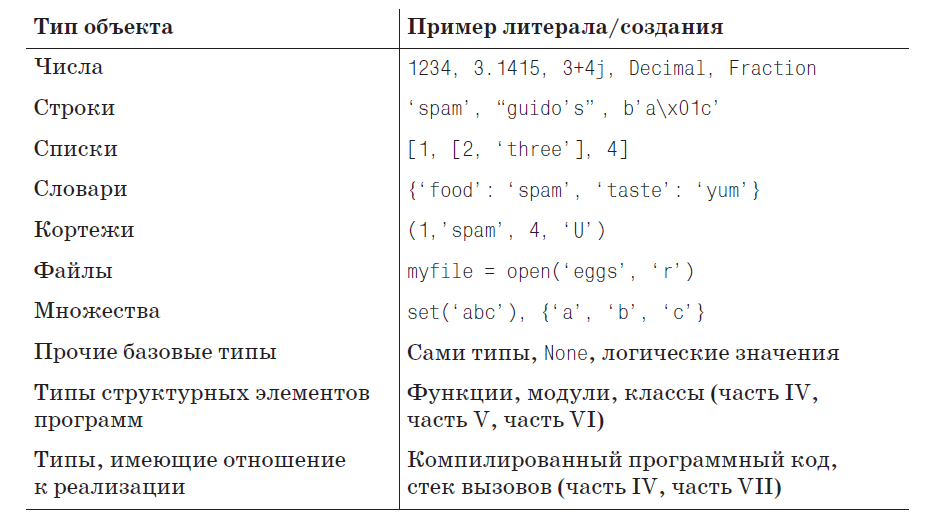 Тип объекта Пример литерала/создания
Числа 1234, 3.1415, 3+4j, Decimal, Fraction
Строки ‘spam’, “guido’s” , b’a\x01c’
Списки [1, [2, ‘three’], 4]
Словари {‘food’: ‘spam’, ‘taste’: ‘yum’}
Кортежи (1,’spam’, 4, ‘U’)
Файлы myfile = open(‘eggs’, ‘r’)
Множества set(‘abc’), {‘a’, ‘b’, ‘c’}
Прочие базовые типы Сами типы, None, логические значения
Типы структурных элементов Функции, модули, классы (часть IV,
программ часть V, часть VI)
Типы, имеющие отношение Компилированный программный код,
к реализации стек вызовов (часть IV, часть VII)